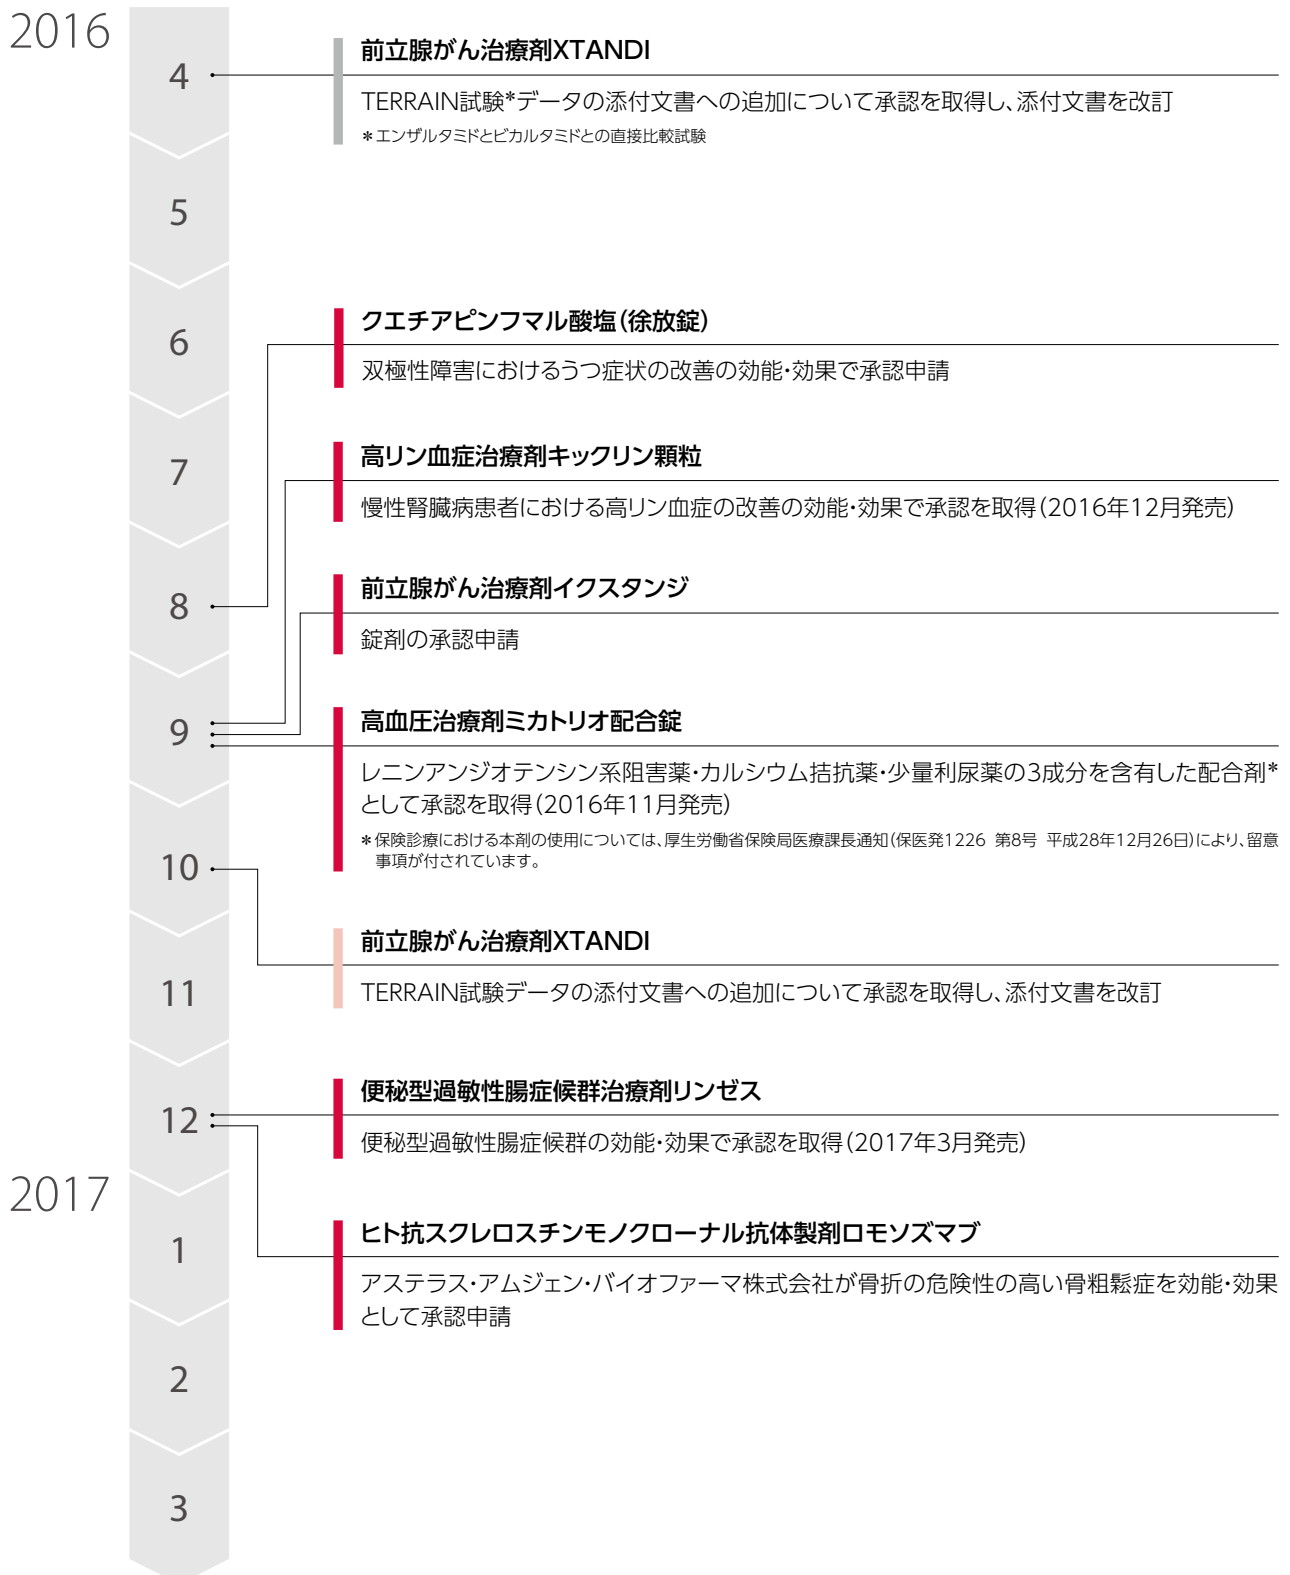 2016
4
前立腺がん治療剤XTANDI
TERRAIN試験*データの添付文書への追加について承認を取得し、添付文書を改訂
*エンザルタミドとビカルタミドとの直接比較試験
5
6
クエチアピンフマル酸塩(徐放錠)
双極性障害におけるうつ症状の改善の効能・効果で承認申請
7
高リン血症治療剤キックリン顆粒
慢性腎臓病患者における高リン血症の改善の効能・効果で承認を取得(2016年12月発売)
8
前立腺がん治療剤イクスタンジ
錠剤の承認申請
9
高血圧治療剤ミカトリオ配合錠
レニンアンジオテンシン系阻害薬・カルシウム拮抗薬・少量利尿薬の3成分を含有した配合剤*
として承認を取得(2016年11月発売)
*保険診療における本剤の使用については、厚生労働省保険局医療課長通知(保医発1226 第8号 平成28年12月26日)により、留意
事項が付されています。
10
前立腺がん治療剤XTANDI
TERRAIN試験データの添付文書への追加について承認を取得し、添付文書を改訂
11
12
便秘型過敏性腸症候群治療剤リンゼス
便秘型過敏性腸症候群の効能・効果で承認を取得(2017年3月発売)
2017
1
ヒト抗スクレロスチンモノクローナル抗体製剤ロモソズマブ
アステラス・アムジェン・バイオファーマ株式会社が骨折の危険性の高い骨粗鬆症を効能・効果
として承認申請
2
3